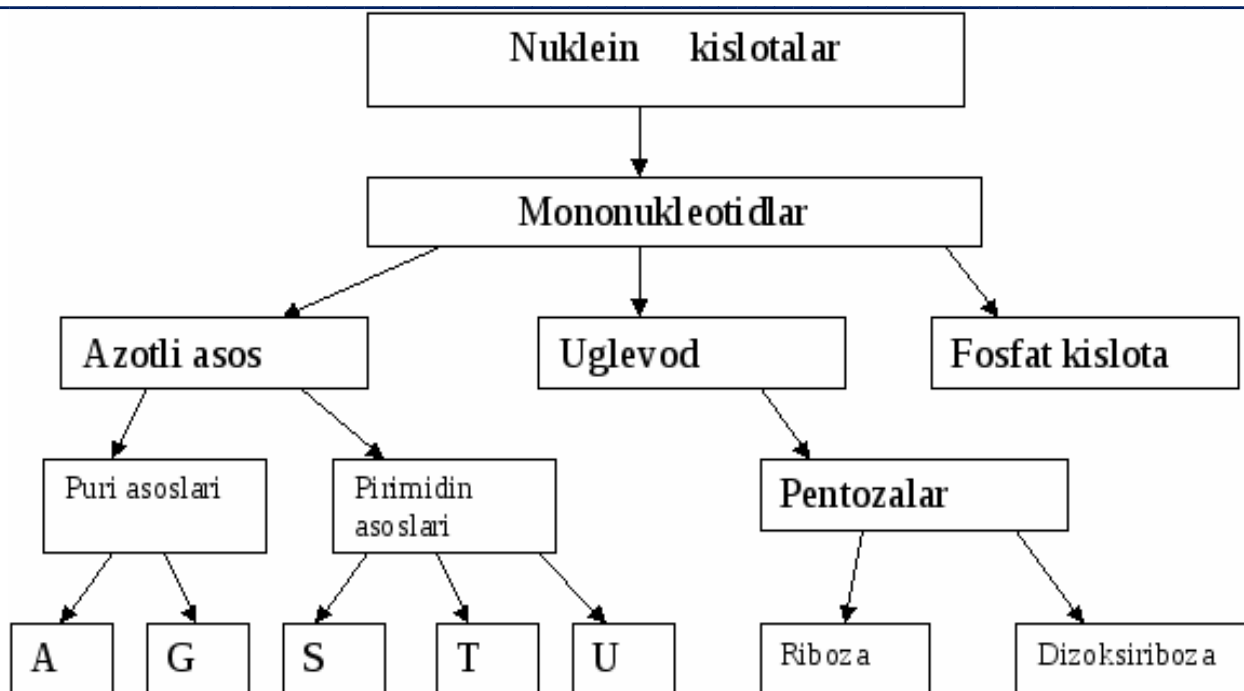 Nuklein kislotalar
Mononukleotidlar
Azotli asos
Uglevod
Fosfat kislota
Puri asoslari
Pirimidin
asoslari
Pentozalar
A
G
S
T
U
Riboza
Dizoksiriboza